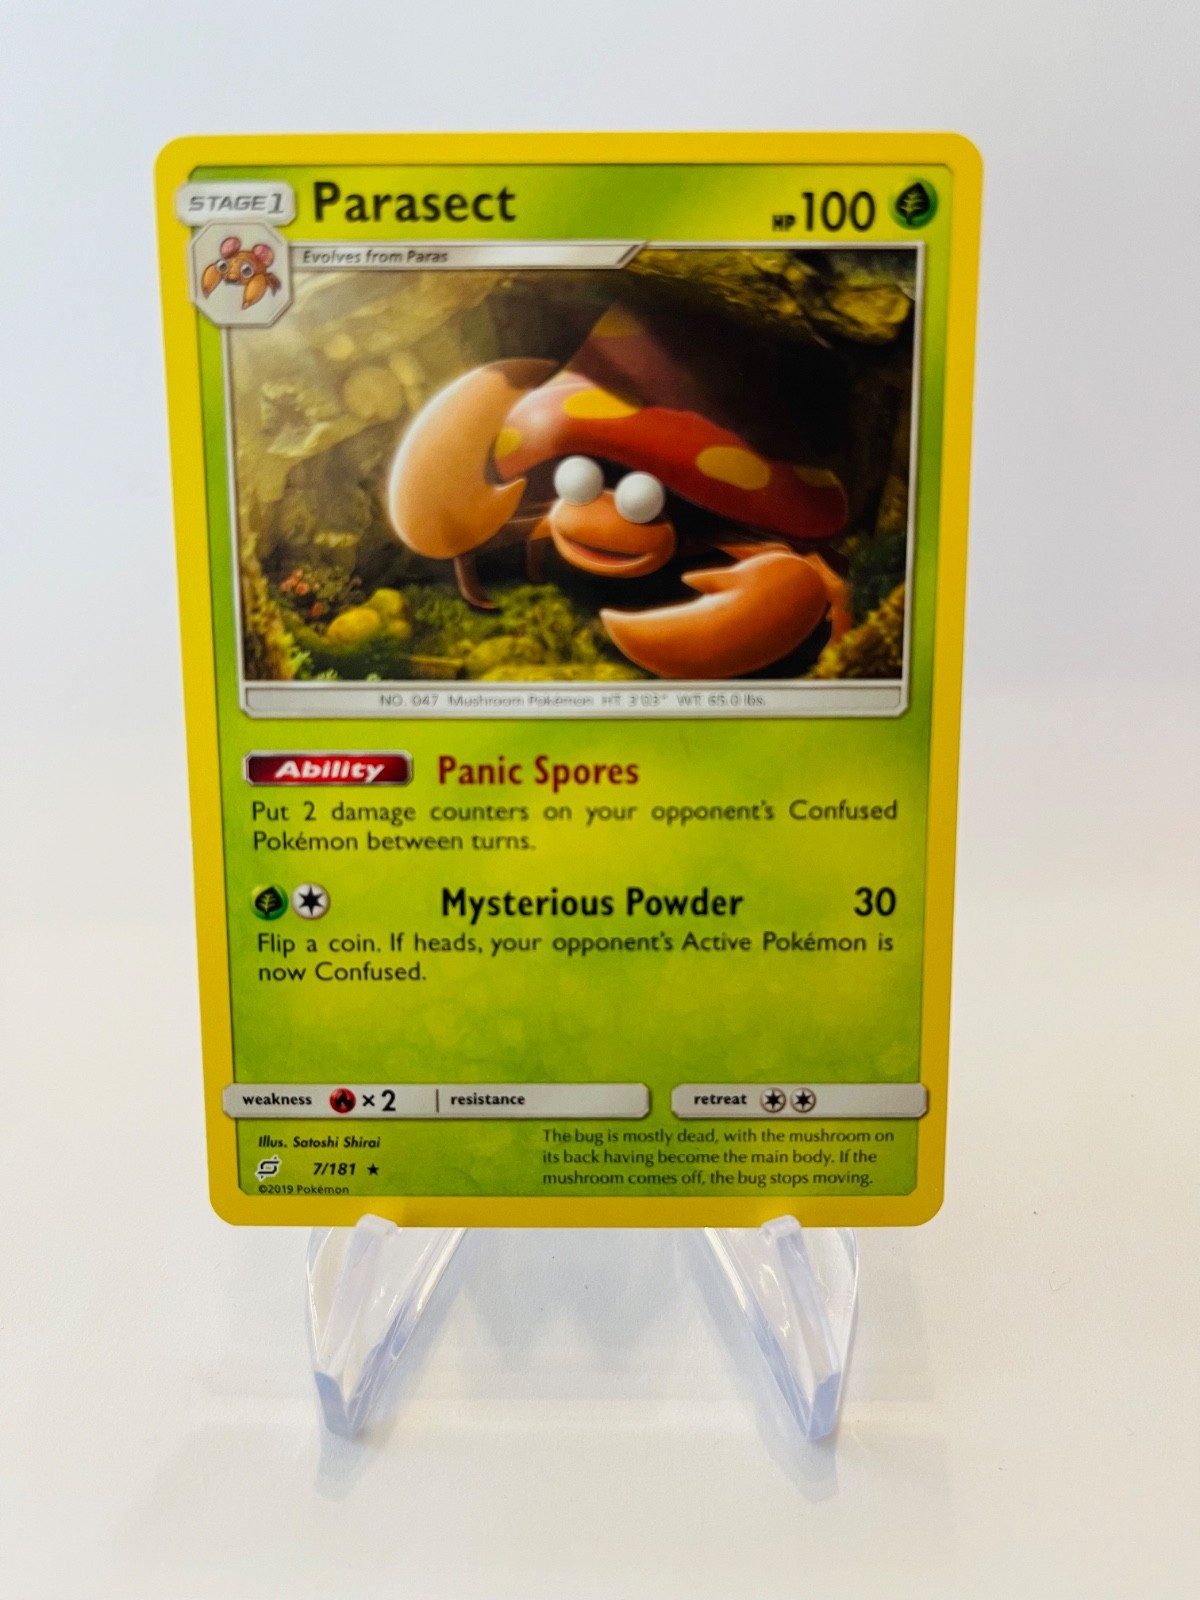 STAGE 1
Parasect
HP 100
Evolves from Paras
NO. 047 Mushroom Pokémon HT: 3'03" WT: 65.0 lbs.
Ability Panic Spores
Put 2 damage counters on your opponent's Confused
Pokémon between turns.
Mysterious Powder 30
Flip a coin. If heads, your opponent's Active Pokémon is
now Confused.
weakness ×2 resistance retreat
Illus. Satoshi Shirai
7/181 ★
©2019 Pokémon
The bug is mostly dead, with the mushroom on
its back having become the main body. If the
mushroom comes off, the bug stops moving.